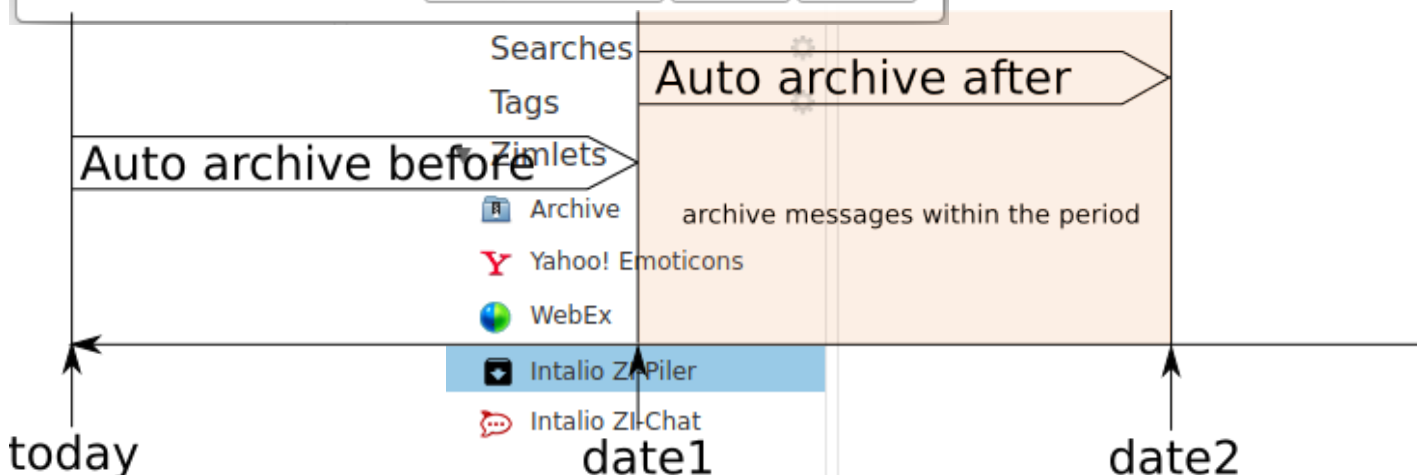 Searches
Auto archive after
Tags
Auto archive before
Zimlets
Archive
archive messages within the period
Yahoo! Emoticons
WebEx
Intalio ZI-Piler
Intalio ZI-Chat
today
date1
date2